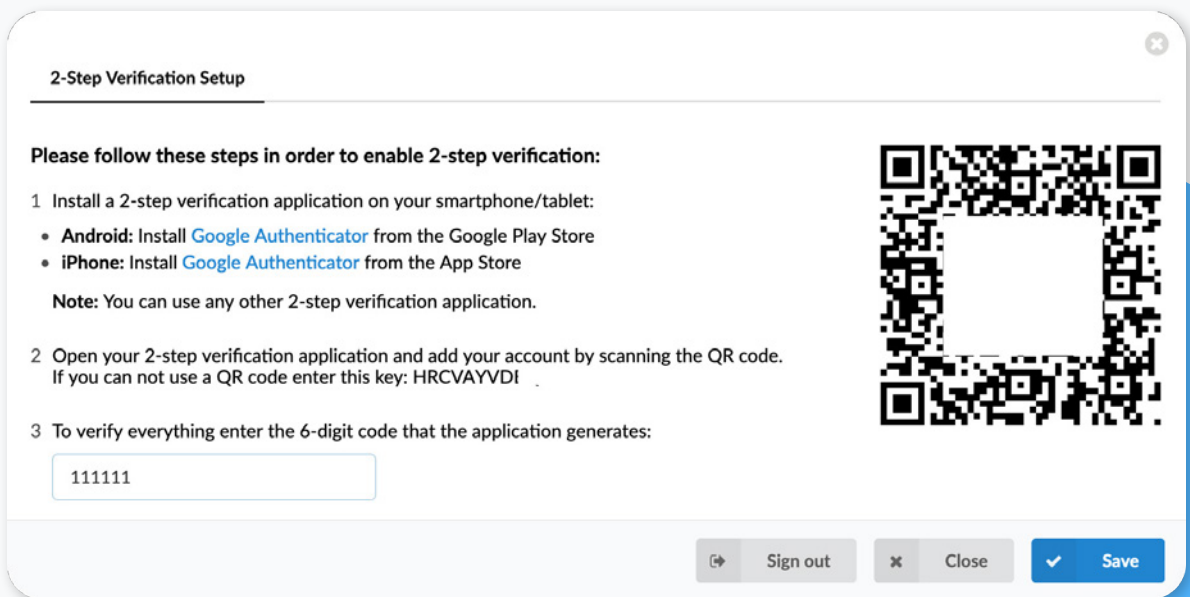 2-Step Verification Setup
Please follow these steps in order to enable 2-step verification:
1 Install a 2-step verification application on your smartphone/tablet:
• Android: Install Google Authenticator from the Google Play Store
• iPhone: Install Google Authenticator from the App Store
Note: You can use any other 2-step verification application.
2 Open your 2-step verification application and add your account by scanning the QR code.
If you can not use a QR code enter this key:
3 To verify everything enter the 6-digit code that the application generates:
111111
Sign out
Close
Save